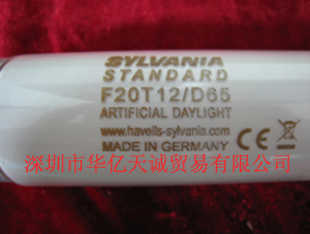 SYLVANIA
STANDARD
F20T12/D65
ARTIFICIAL DAYLIGHT
www.havells-sylvania.com
MADE IN GERMANY
CE
深圳市华亿天诚贸易有限公司